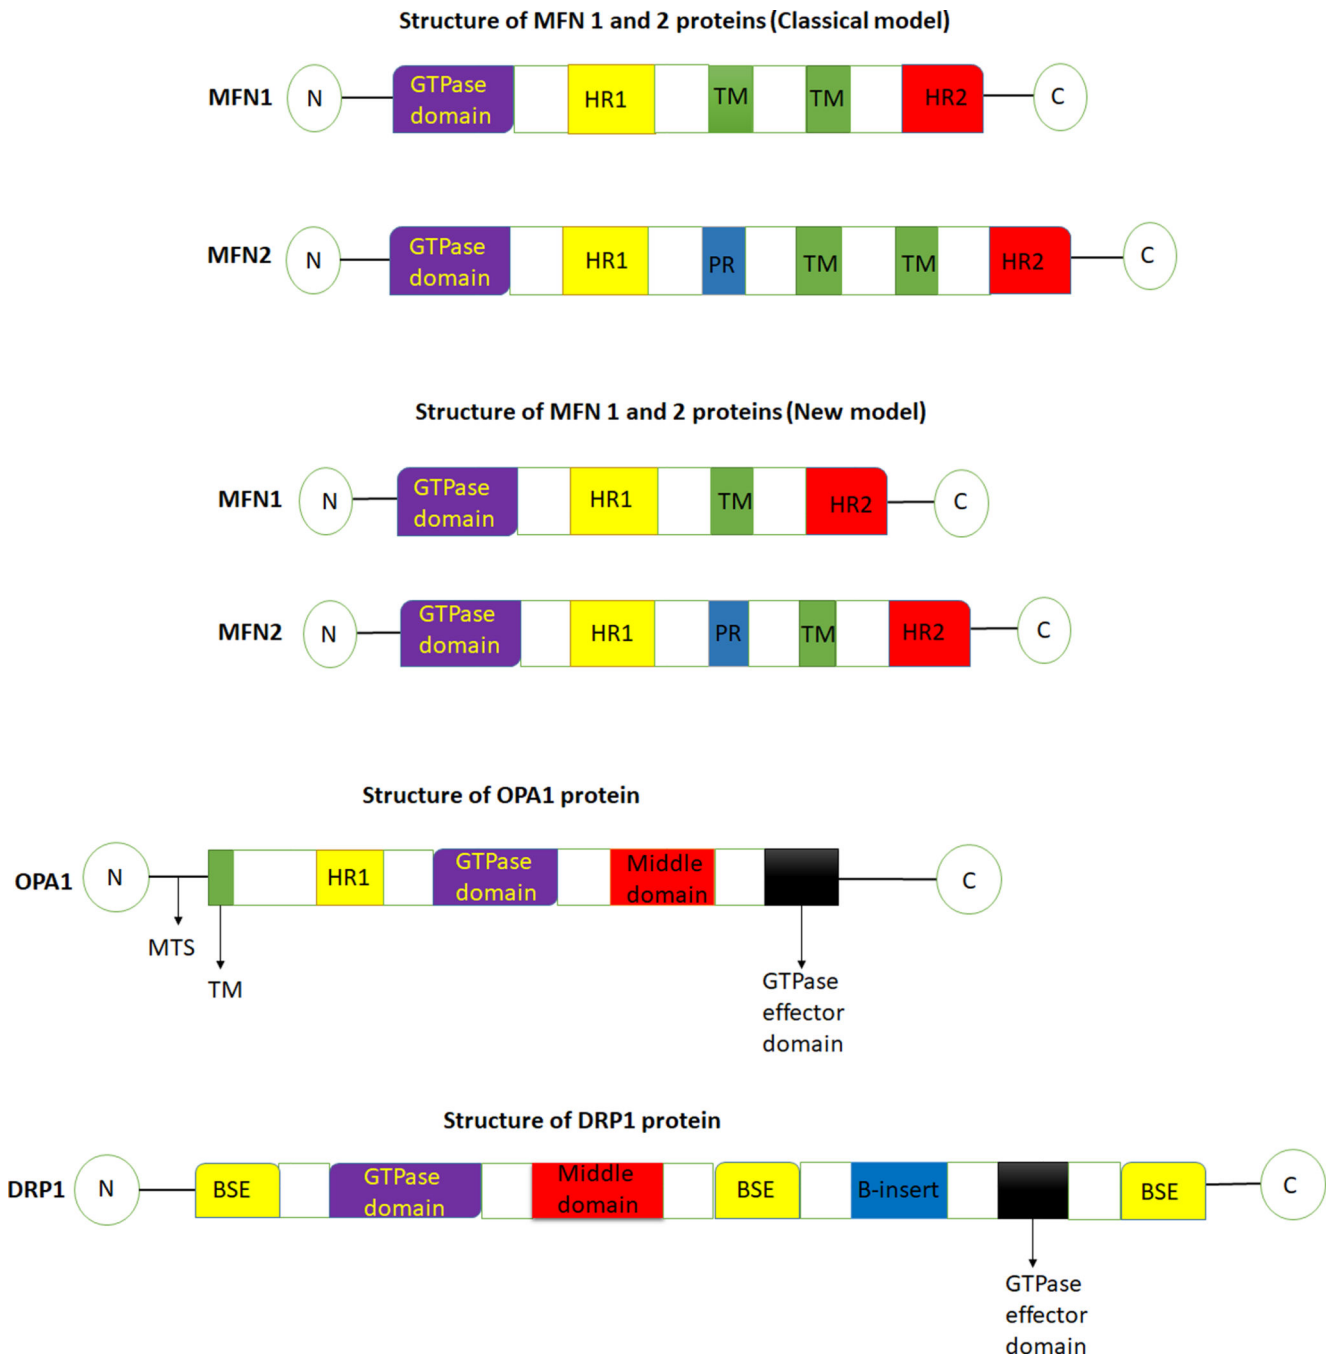 Structure of MFN 1 and 2 proteins (Classical model)
MFN1 N GTPase domain HR1 TM TM HR2 C
MFN2 N GTPase domain HR1 PR TM TM HR2 C
Structure of MFN 1 and 2 proteins (New model)
MFN1 N GTPase domain HR1 TM HR2 C
MFN2 N GTPase domain HR1 PR TM HR2 C
Structure of OPA1 protein
OPA1 N HR1 GTPase domain Middle domain C
MTS
TM
GTPase
effector
domain
Structure of DRP1 protein
DRP1 N BSE GTPase domain Middle domain BSE B-insert BSE C
GTPase
effector
domain